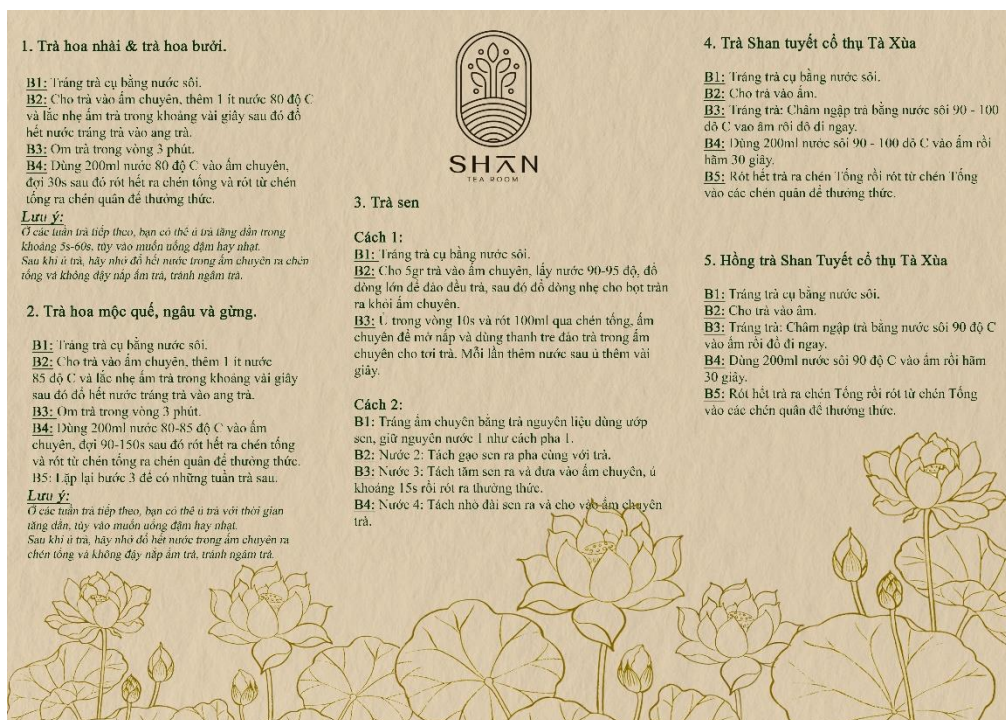 1. Trà hoa nhài & trà hoa bưởi.
B1: Tráng trà cụ bằng nước sôi.
B2: Cho trà vào ấm chuyên, thêm 1 ít nước 80 độ C
và lắc nhẹ ấm trà trong khoảng vài giây sau đó đổ
hết nước tráng trà vào ang trà.
B3: Om trà trong vòng 3 phút.
B4: Dùng 200ml nước 80 độ C vào ấm chuyên,
đợi 30s sau đó rót hết ra chén tống và rót từ chén
tống ra chén quân để thưởng thức.
Lưu ý:
Ở các tuần trà tiếp theo, bạn có thể ủ trà tăng dần trong
khoảng 5s-60s. tùy vào muốn uống đậm hay nhạt.
Sau khi ủ trà, hãy nhớ đổ hết nước trong ấm chuyên ra chén
tống và không đậy nắp ấm trà, tránh ngâm trà.
2. Trà hoa mộc quế, ngâu và gừng.
B1: Tráng trà cụ bằng nước sôi.
B2: Cho trà vào ấm chuyên, thêm 1 ít nước
85 độ C và lắc nhẹ ấm trà trong khoảng vài giây
sau đó đổ hết nước tráng trà vào ang trà.
B3: Om trà trong vòng 3 phút.
B4: Dùng 200ml nước 80-85 độ C vào ấm
chuyên, đợi 90-150s sau đó rót hết ra chén tống
và rót từ chén tống ra chén quân để thưởng thức.
B5: Lặp lại bước 3 để có những tuần trà sau.
Lưu ý:
Ở các tuần trà tiếp theo, bạn có thể ủ trà với thời gian
tăng dần, tùy vào muốn uống đậm hay nhạt.
Sau khi ủ trà, hãy nhớ đổ hết nước trong ấm chuyên ra
chén tống và không đậy nắp ấm trà, tránh ngâm trà.
SHAN
TEA ROOM
3. Trà sen
Cách 1:
B1: Tráng trà cụ bằng nước sôi.
B2: Cho 5gr trà vào ấm chuyên, lấy nước 90-95 độ, đổ
dòng lớn để đảo đều trà, sau đó đổ dòng nhẹ cho bọt tràn
ra khỏi ấm chuyên.
B3: Ủ trong vòng 10s và rót 100ml qua chén tống, ấm
chuyên để mở nắp và dùng thanh tre đảo trà trong ấm
chuyên cho tơi trà. Mỗi lần thêm nước sau ủ thêm vài
giây.
Cách 2:
B1: Tráng ấm chuyên bằng trà nguyên liệu dùng ướp
sen, giữ nguyên nước 1 như cách pha 1.
B2: Nước 2: Tách gạo sen ra pha cùng với trà.
B3: Nước 3: Tách tăm sen ra và đưa vào ấm chuyên, ủ
khoảng 15s rồi rót ra thưởng thức.
B4: Nước 4: Tách nhỏ đài sen ra và cho vào ấm chuyên
trà.
4. Trà Shan tuyết cổ thụ Tà Xùa
B1: Tráng trà cụ bằng nước sôi.
B2: Cho trà vào ấm.
B3: Tráng trà: Châm ngập trà bằng nước sôi 90 - 100
độ C vào ấm rồi đổ đi ngay.
B4: Dùng 200ml nước sôi 90 - 100 độ C vào ấm rồi
hãm 30 giây.
B5: Rót hết trà ra chén Tống rồi rót từ chén Tống
vào các chén quân để thưởng thức.
5. Hồng trà Shan Tuyết cổ thụ Tà Xùa
B1: Tráng trà cụ bằng nước sôi.
B2: Cho trà vào ấm.
B3: Tráng trà: Châm ngập trà bằng nước sôi 90 độ C
vào ấm rồi đổ đi ngay.
B4: Dùng 200ml nước sôi 90 độ C vào ấm rồi hãm
30 giây.
B5: Rót hết trà ra chén Tống rồi rót từ chén Tống
vào các chén quân để thưởng thức.